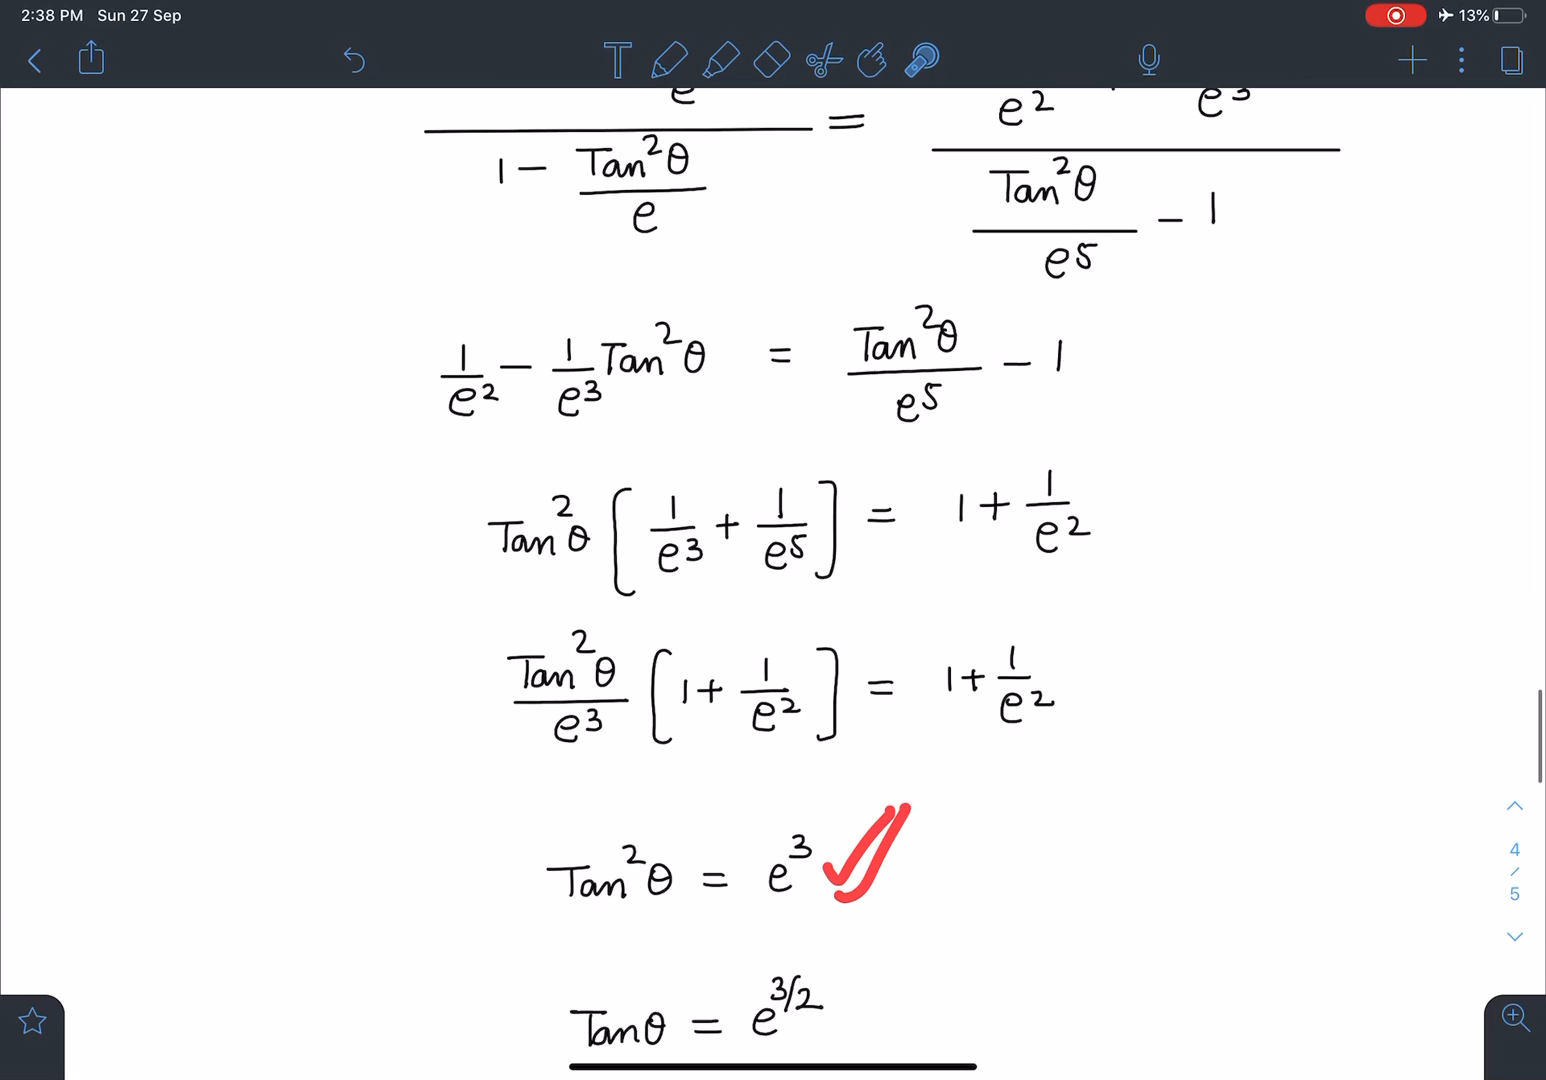 2:38 PM Sun 27 Sep 13%
T
e
1 - Tan²θ/e = 
e² e³
Tan²θ/e⁵ - 1
1/e² - 1/e³ Tan²θ = Tan²θ/e⁵ - 1
Tan²θ [1/e³ + 1/e⁵] = 1 + 1/e²
Tan²θ/e³ [1 + 1/e²] = 1 + 1/e²
Tan²θ = e³
Tanθ = e^3/2
4
/
5